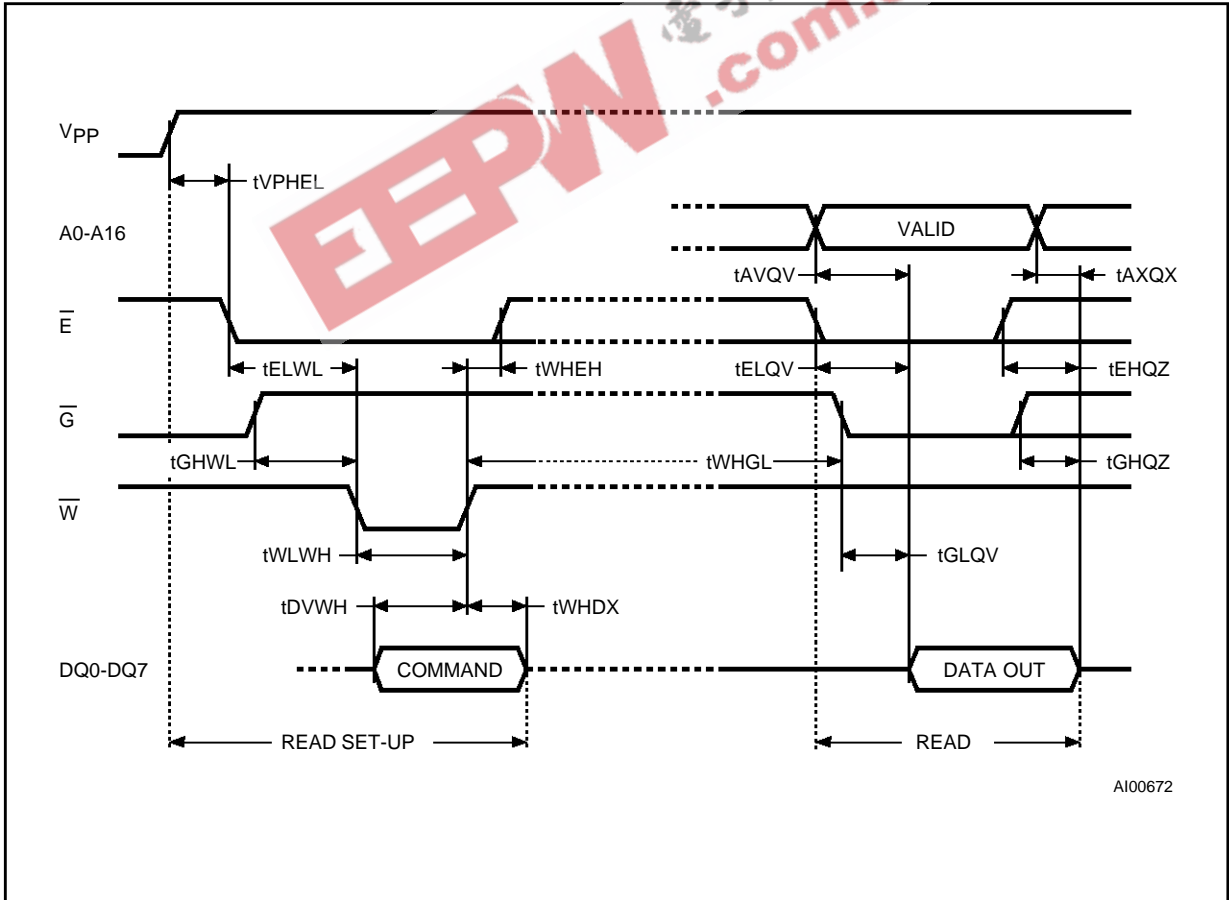 EEPW
.com.
VPP
tVPHEL
A0-A16
VALID
tAVQV
tAXQX
E
tELWL
tWHEH
tELQV
tEHQZ
G
tGHWL
tWHGL
tGHQZ
W
tWLWH
tGLQV
tDVWH
tWHDX
DQ0-DQ7
COMMAND
DATA OUT
READ SET-UP
READ
AI00672